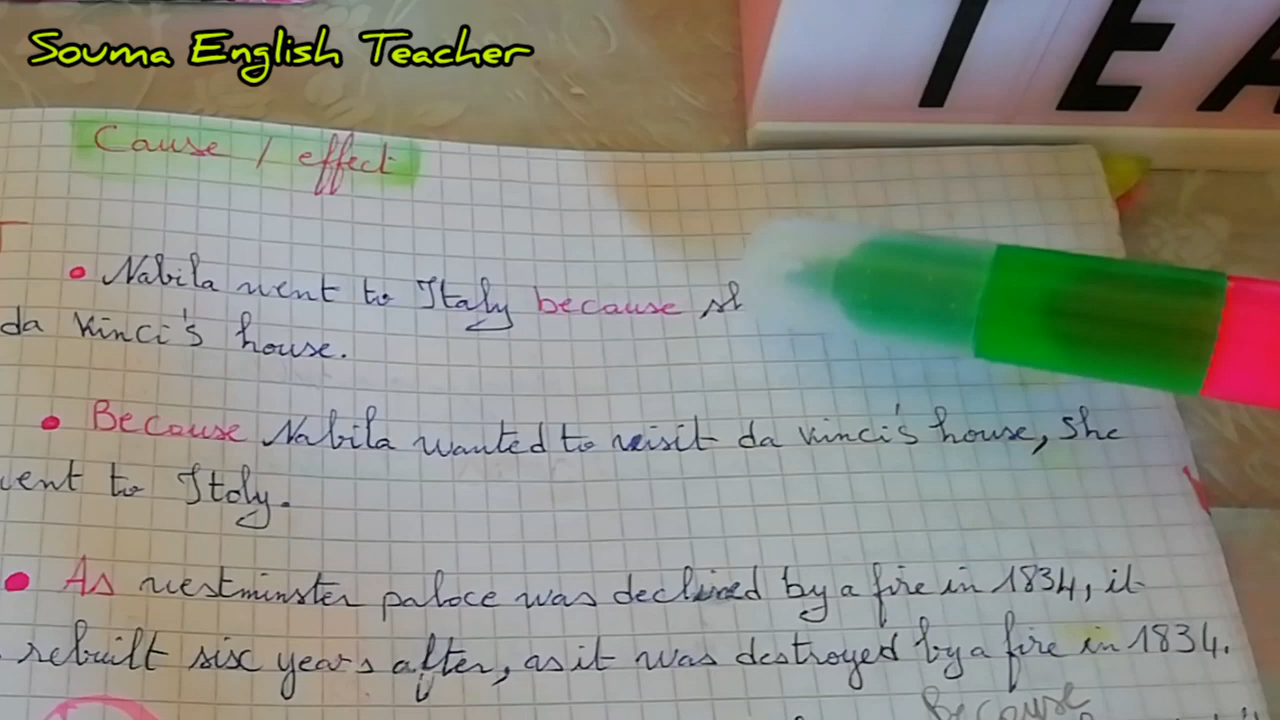 Souma English Teacher
TEA
Cause / effect
• Nabila went to Italy because sh
da Vinci's house.
• Because Nabila wanted to visit da Vinci's house, she
went to Italy.
• As westminster palace was declined by a fire in 1834, it
rebuilt six years after, as it was destroyed by a fire in 1834.
Because